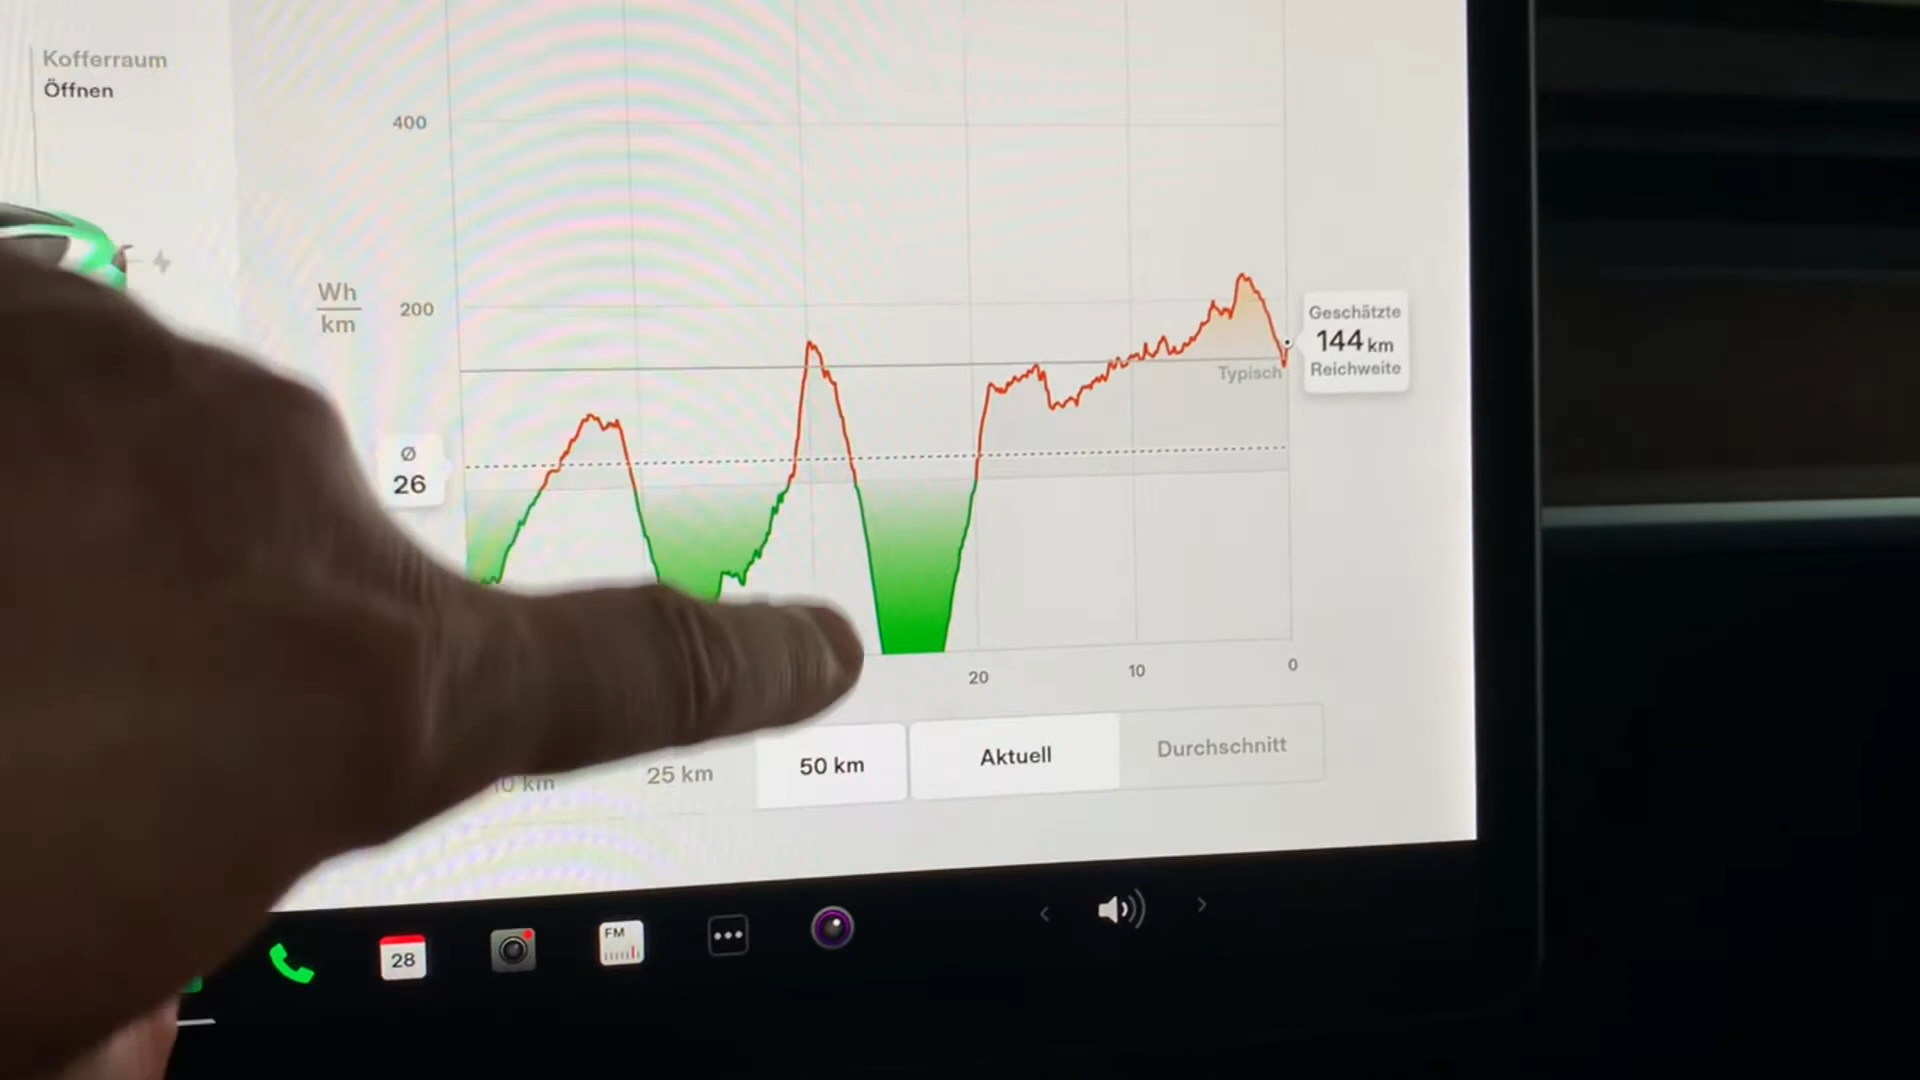 Kofferraum
Öffnen
400
Wh
km
200
Geschätzte
144 km
Reichweite
Typisch
Ø
26
20
10
0
km
25 km
50 km
Aktuell
Durchschnitt
28
FM